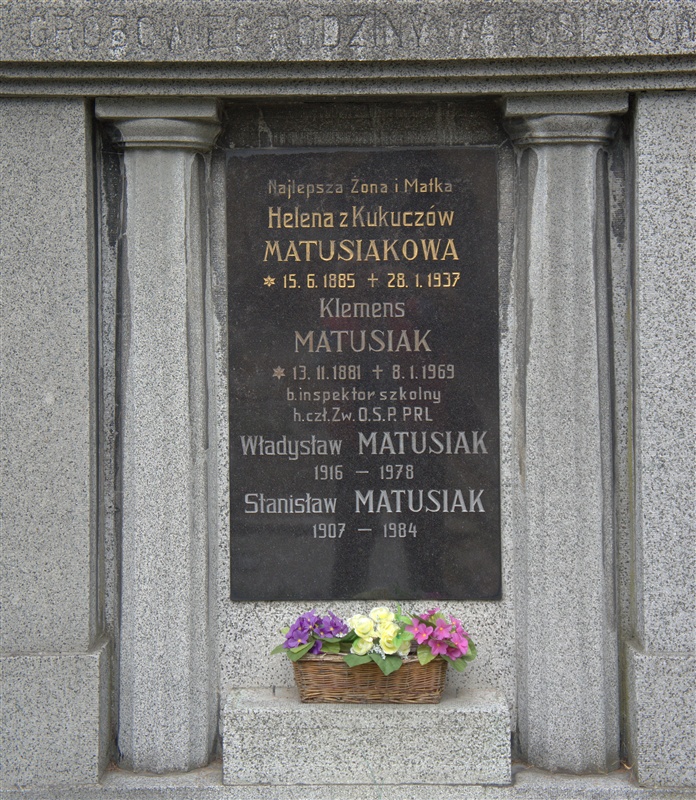 GROBOWIEC RODZINY MATUSIAKÓW
Najlepsza Żona i Matka
Helena z Kukuczów
MATUSIAKOWA
* 15. 6. 1885 + 28. 1. 1937
Klemens
MATUSIAK
* 13. 11. 1881 + 8. 1. 1969
b. inspektor szkolny
h. czł. Zw. O.S.P. PRL
Władysław MATUSIAK
1916 — 1978
Stanisław MATUSIAK
1907 — 1984